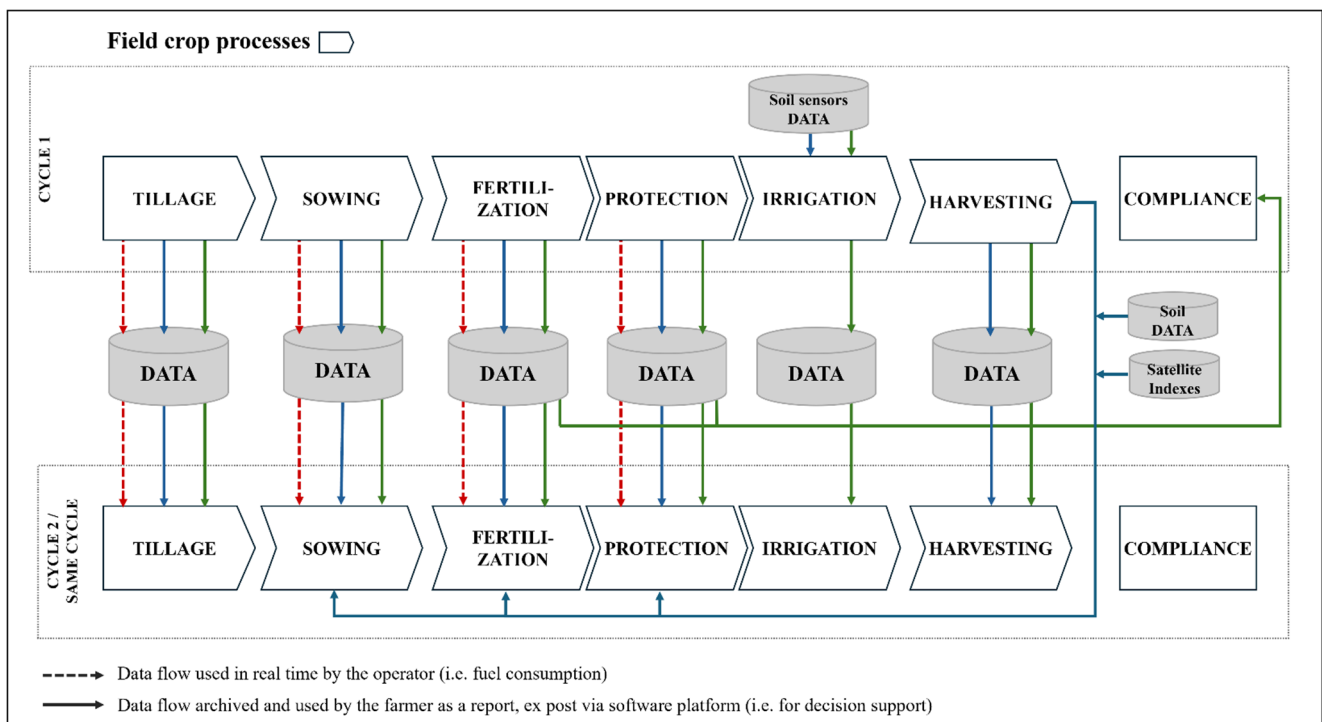 Field crop processes
CYCLE 1
Soil sensors
DATA
TILLAGE
SOWING
FERTILI-
ZATION
PROTECTION
IRRIGATION
HARVESTING
COMPLIANCE
Soil
DATA
Satellite
Indexes
DATA
DATA
DATA
DATA
DATA
DATA
CYCLE 2 /
SAME CYCLE
TILLAGE
SOWING
FERTILI-
ZATION
PROTECTION
IRRIGATION
HARVESTING
COMPLIANCE
Data flow used in real time by the operator (i.e. fuel consumption)
Data flow archived and used by the farmer as a report, ex post via software platform (i.e. for decision support)